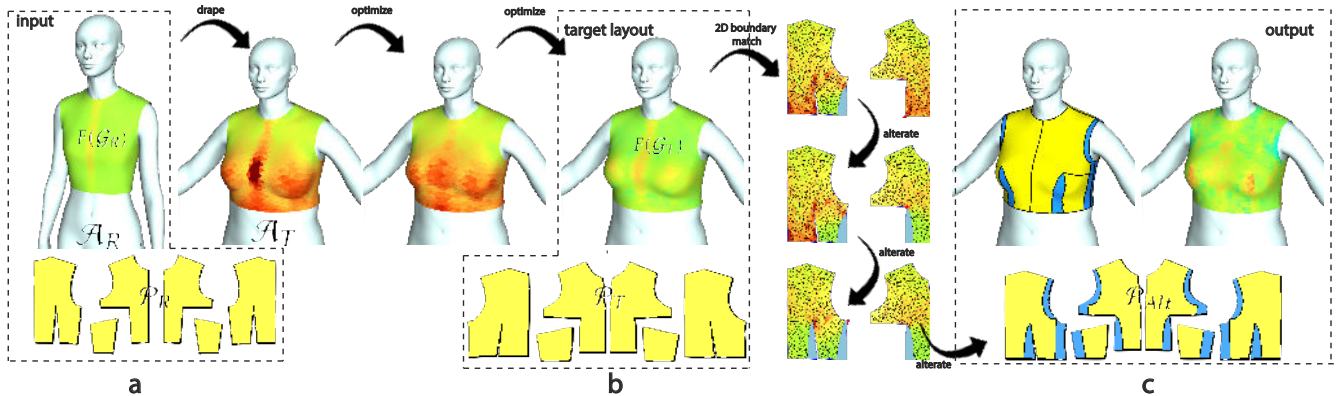 input
drape
optimize
optimize
target layout
2D boundary
match
output
F(𝒢_R)
F(𝒢_T)
alterate
𝒜_R
𝒜_T
alterate
𝒫_R
𝒫_T
𝒫_Alt
alterate
a
b
c